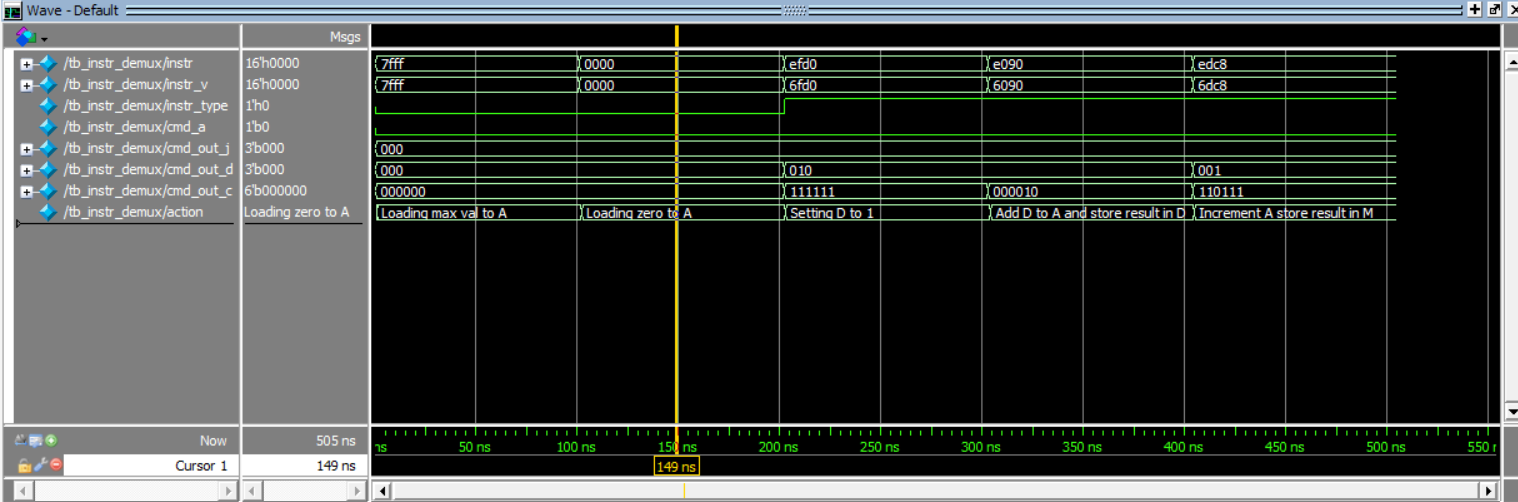 Wave - Default
Msgs
/tb_instr_demux/instr 16'h0000 7fff 0000 efd0 e090 edc8
/tb_instr_demux/instr_v 16'h0000 7fff 0000 6fd0 6090 6dc8
/tb_instr_demux/instr_type 1'h0
/tb_instr_demux/cmd_a 1'b0
/tb_instr_demux/cmd_out_j 3'b000 000
/tb_instr_demux/cmd_out_d 3'b000 000 010 001
/tb_instr_demux/cmd_out_c 6'b000000 000000 111111 000010 110111
/tb_instr_demux/action Loading zero to A Loading max val to A Loading zero to A Setting D to 1 Add D to A and store result in D Increment A store result in M
Now 505 ns ns 50 ns 100 ns 150 ns 200 ns 250 ns 300 ns 350 ns 400 ns 450 ns 500 ns 550 n
Cursor 1 149 ns 149 ns